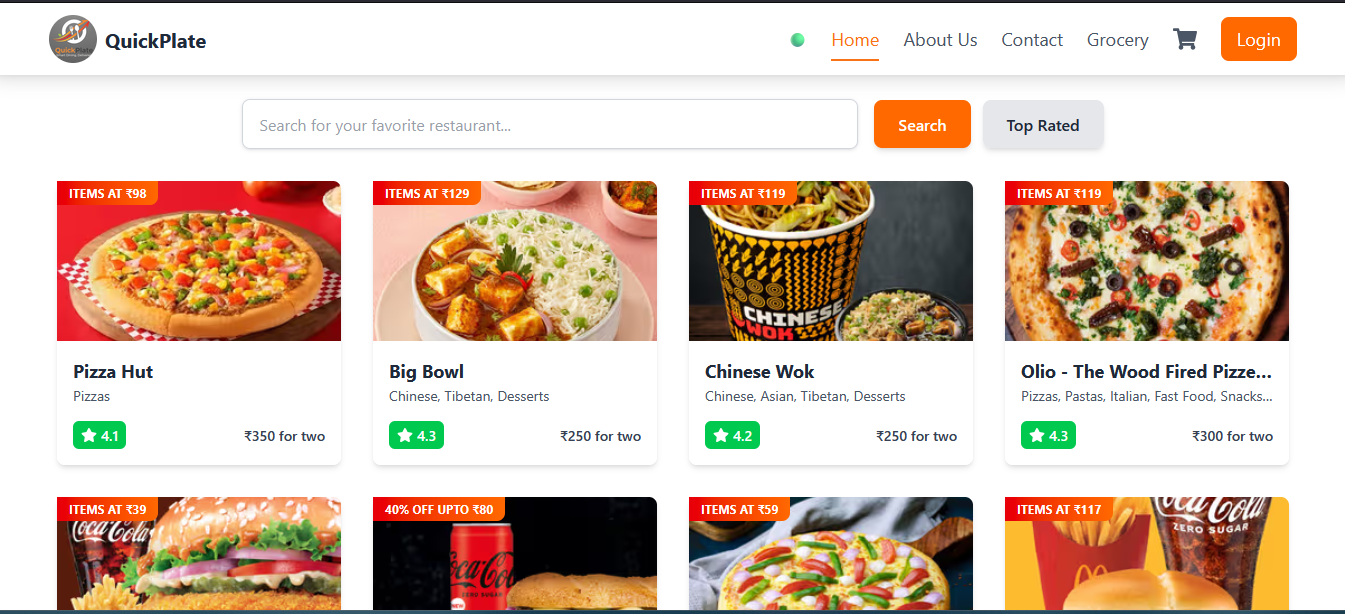 QuickPlate
QuickPlate
Home
About Us
Contact
Grocery
Login
Search for your favorite restaurant...
Search
Top Rated
ITEMS AT ₹98
ITEMS AT ₹129
ITEMS AT ₹119
ITEMS AT ₹119
CHINESE
WOK
Pizza Hut
Big Bowl
Chinese Wok
Olio - The Wood Fired Pizze...
Pizzas
Chinese, Tibetan, Desserts
Chinese, Asian, Tibetan, Desserts
Pizzas, Pastas, Italian, Fast Food, Snacks...
4.1
₹350 for two
4.3
₹250 for two
4.2
₹250 for two
4.3
₹300 for two
ITEMS AT ₹39
40% OFF UPTO ₹80
ITEMS AT ₹59
ITEMS AT ₹117
Coca-Cola
Coca-Cola
ZERO SUGAR
Coca-Cola
ZERO SUGAR